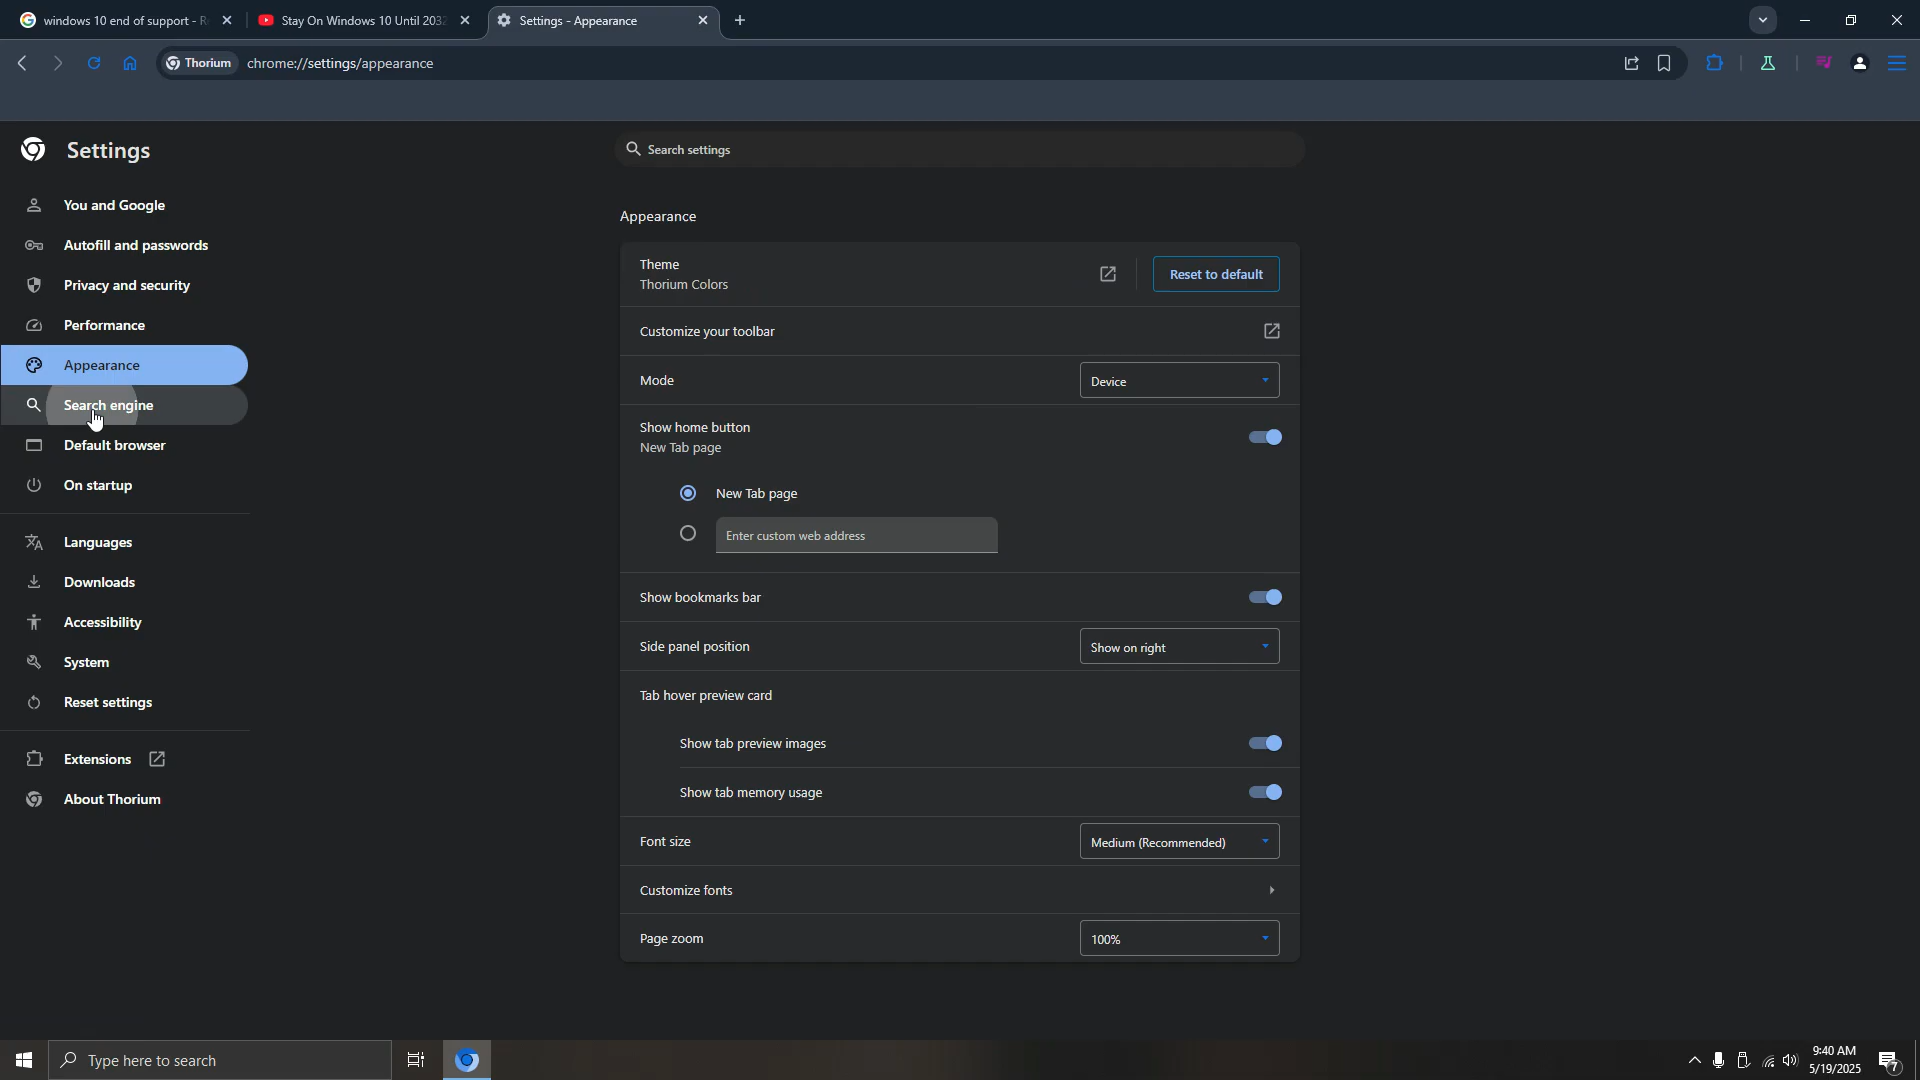 windows 10 end of support -
Stay On Windows 10 Until 2032
Settings - Appearance
Thorium
chrome://settings/appearance
Settings
Search settings
You and Google
Autofill and passwords
Privacy and security
Performance
Appearance
Search engine
Default browser
On startup
Languages
Downloads
Accessibility
System
Reset settings
Extensions
About Thorium
Appearance
Theme
Thorium Colors
Reset to default
Customize your toolbar
Mode
Device
Show home button
New Tab page
New Tab page
Enter custom web address
Show bookmarks bar
Side panel position
Show on right
Tab hover preview card
Show tab preview images
Show tab memory usage
Font size
Medium (Recommended)
Customize fonts
Page zoom
100%
Type here to search
9:40 AM
5/19/2025
7